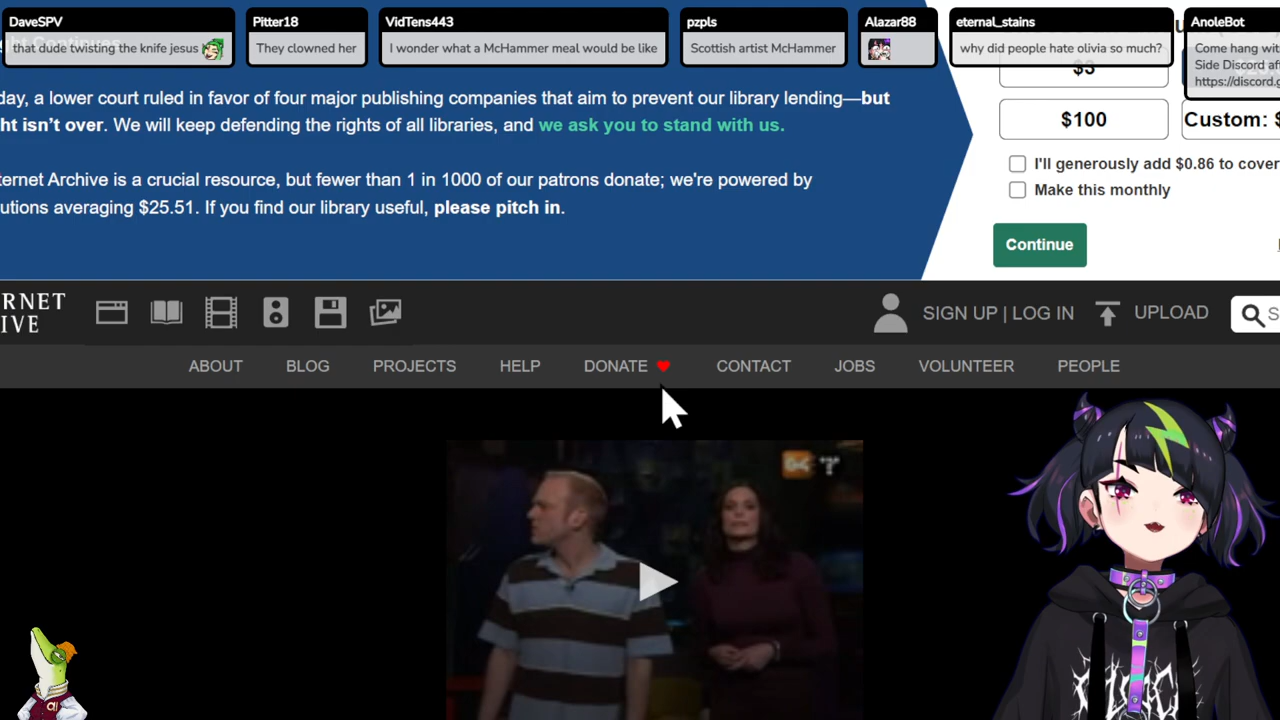 DaveSPV
that dude twisting the knife jesus
Pitter18
They clowned her
VidTens443
I wonder what a McHammer meal would be like
pzpls
Scottish artist McHammer
Alazar88
eternal_stains
why did people hate olivia so much?
AnoleBot
Come hang wit
Side Discord af
https://discord.g
day, a lower court ruled in favor of four major publishing companies that aim to prevent our library lending—but
ht isn't over. We will keep defending the rights of all libraries, and we ask you to stand with us.
ternet Archive is a crucial resource, but fewer than 1 in 1000 of our patrons donate; we're powered by
utions averaging $25.51. If you find our library useful, please pitch in.
$3
$100
Custom: $
I'll generously add $0.86 to cover
Make this monthly
Continue
RNET
IVE
SIGN UP | LOG IN
UPLOAD
S
ABOUT
BLOG
PROJECTS
HELP
DONATE
CONTACT
JOBS
VOLUNTEER
PEOPLE